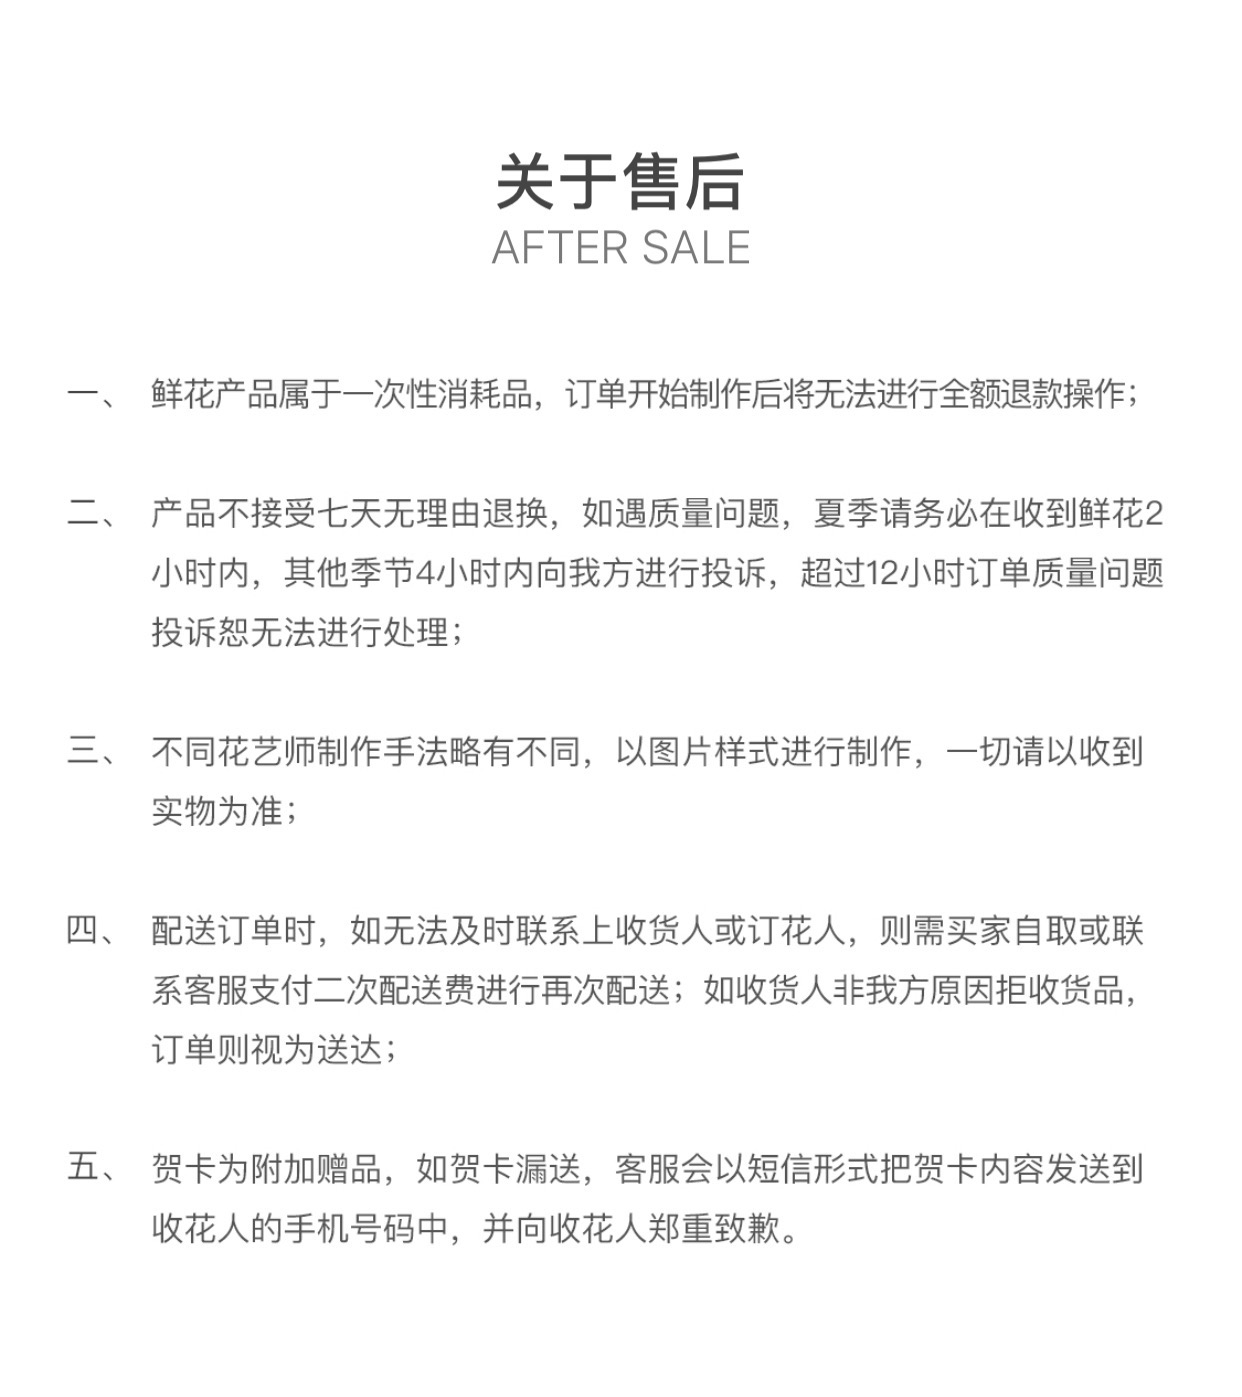 关于售后
AFTER SALE
一、 鲜花产品属于一次性消耗品，订单开始制作后将无法进行全额退款操作；
二、 产品不接受七天无理由退换，如遇质量问题，夏季请务必在收到鲜花2
小时内，其他季节4小时内向我方进行投诉，超过12小时订单质量问题
投诉恕无法进行处理；
三、 不同花艺师制作手法略有不同，以图片样式进行制作，一切请以收到
实物为准；
四、 配送订单时，如无法及时联系上收货人或订花人，则需买家自取或联
系客服支付二次配送费进行再次配送；如收货人非我方原因拒收货品，
订单则视为送达；
五、 贺卡为附加赠品，如贺卡漏送，客服会以短信形式把贺卡内容发送到
收花人的手机号码中，并向收花人郑重致歉。